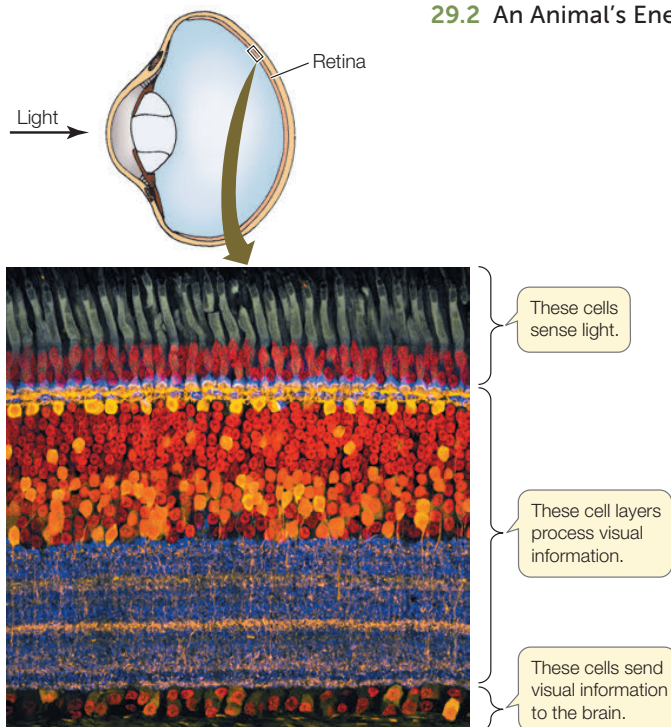 29.2 An Animal's Ene
Retina
Light
These cells
sense light.
These cell layers
process visual
information.
These cells send
visual information
to the brain.